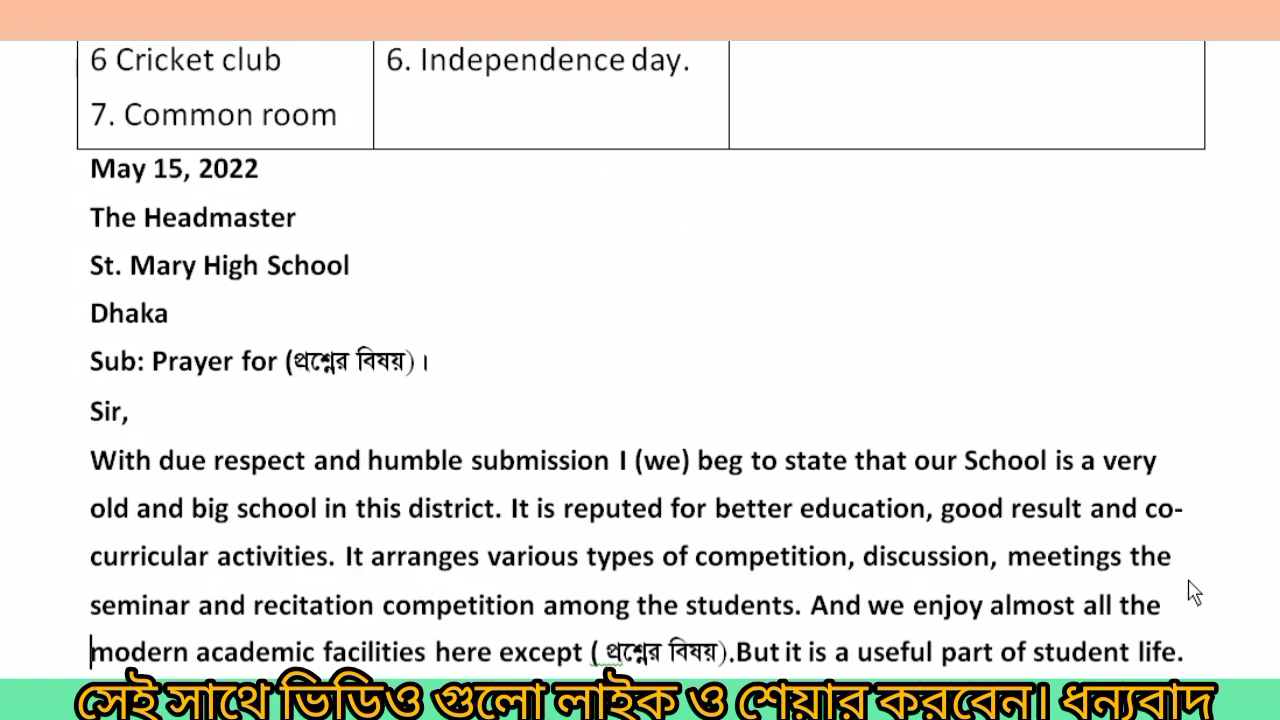 6 Cricket club
6. Independence day.
7. Common room
May 15, 2022
The Headmaster
St. Mary High School
Dhaka
Sub: Prayer for (প্রশ্নের বিষয়)।
Sir,
With due respect and humble submission I (we) beg to state that our School is a very
old and big school in this district. It is reputed for better education, good result and co-
curricular activities. It arranges various types of competition, discussion, meetings the
seminar and recitation competition among the students. And we enjoy almost all the
modern academic facilities here except ( প্রশ্নের বিষয়).But it is a useful part of student life.
সেই সাথে ভিডিও গুলো লাইক ও শেয়ার করবেন। ধন্যবাদ